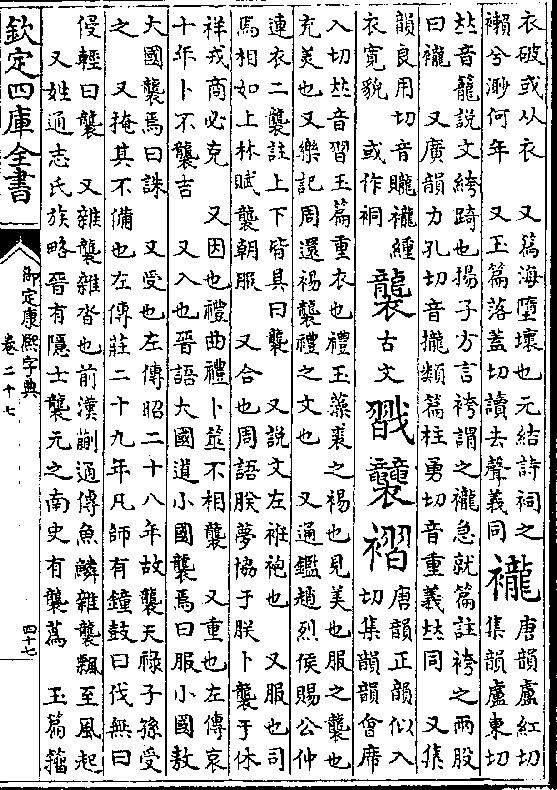 衣破或从衣　又篇海墮壞也元結詩祠之
懶兮渺何年　又玉篇落蓋切讀去聲義同　襱　唐韻盧紅切集韻盧東切
𠀤音籠說文絝踦也揚子方言袴謂之襱急就篇註袴之兩股
曰襱　又廣韻力孔切音攏類篇柱勇切音重義𠀤同　又集
韻良用切音矓襱緟衣寬貌　或作裥　襲　古文　戳　䶮　褶　唐韻正韻似入切集韻韻會席
入切𠀤音習玉篇重衣也禮玉藻裘之裼也見美也服之襲也
充美也又樂記周還裼襲禮之文也　又通鑑趙烈侯賜公仲
連衣二襲註上下皆具曰襲　又說文左衽袍也　又服也司
馬相如上林賦襲朝服　又合也周語朕夢協于朕卜襲于休
祥戎商必克　又因也禮曲禮卜筮不相襲　又重也左傳哀
十年卜不襲吉　又入也晉語大國道小國襲焉曰服小國敖
大國襲焉曰誅　又受也左傳昭二十八年故襲天祿子孫受
之　又掩其不備也左傳莊二十九年凡師有鐘鼓曰伐無曰
侵輕曰襲　又雜襲雜沓也前漢蒯通傳魚鱗雜襲飄至風起
又姓通志氏族略晉有隱士襲元之南史有襲蔿　玉篇籀
欽定四庫全書
御定康熙字典
卷二十七
四十七